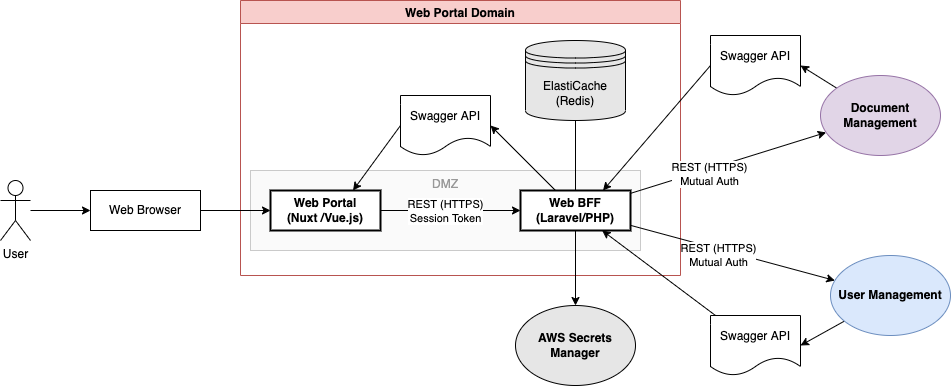 Web Portal Domain
Swagger API
ElastiCache
(Redis)
Document
Management
Swagger API
REST (HTTPS)
Mutual Auth
DMZ
User
Web Browser
Web Portal
(Nuxt /Vue.js)
REST (HTTPS)
Session Token
Web BFF
(Laravel/PHP)
REST (HTTPS)
Mutual Auth
User Management
AWS Secrets
Manager
Swagger API